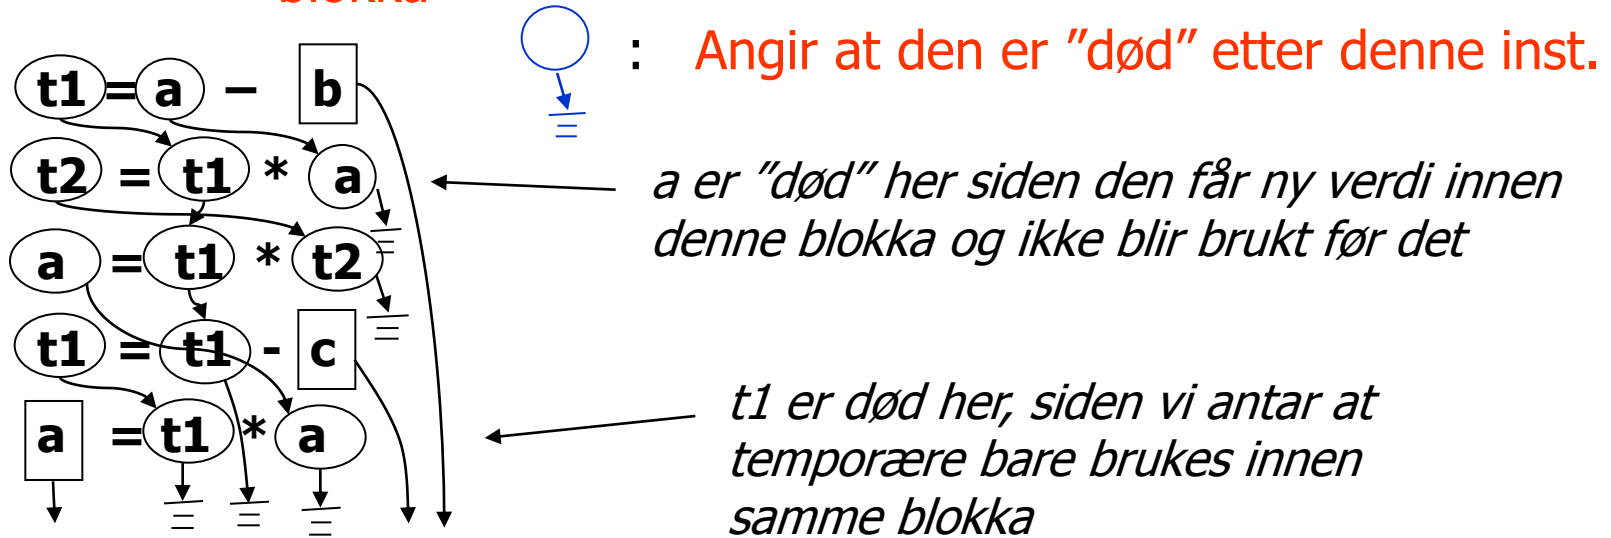 blokka
: Angir at den er ”død” etter denne inst.
t1 = a – b
t2 = t1 * a
a = t1 * t2
t1 = t1 - c
a = t1 * a
a er ”død” her siden den får ny verdi innen
denne blokka og ikke blir brukt før det
t1 er død her, siden vi antar at
temporære bare brukes innen
samme blokka